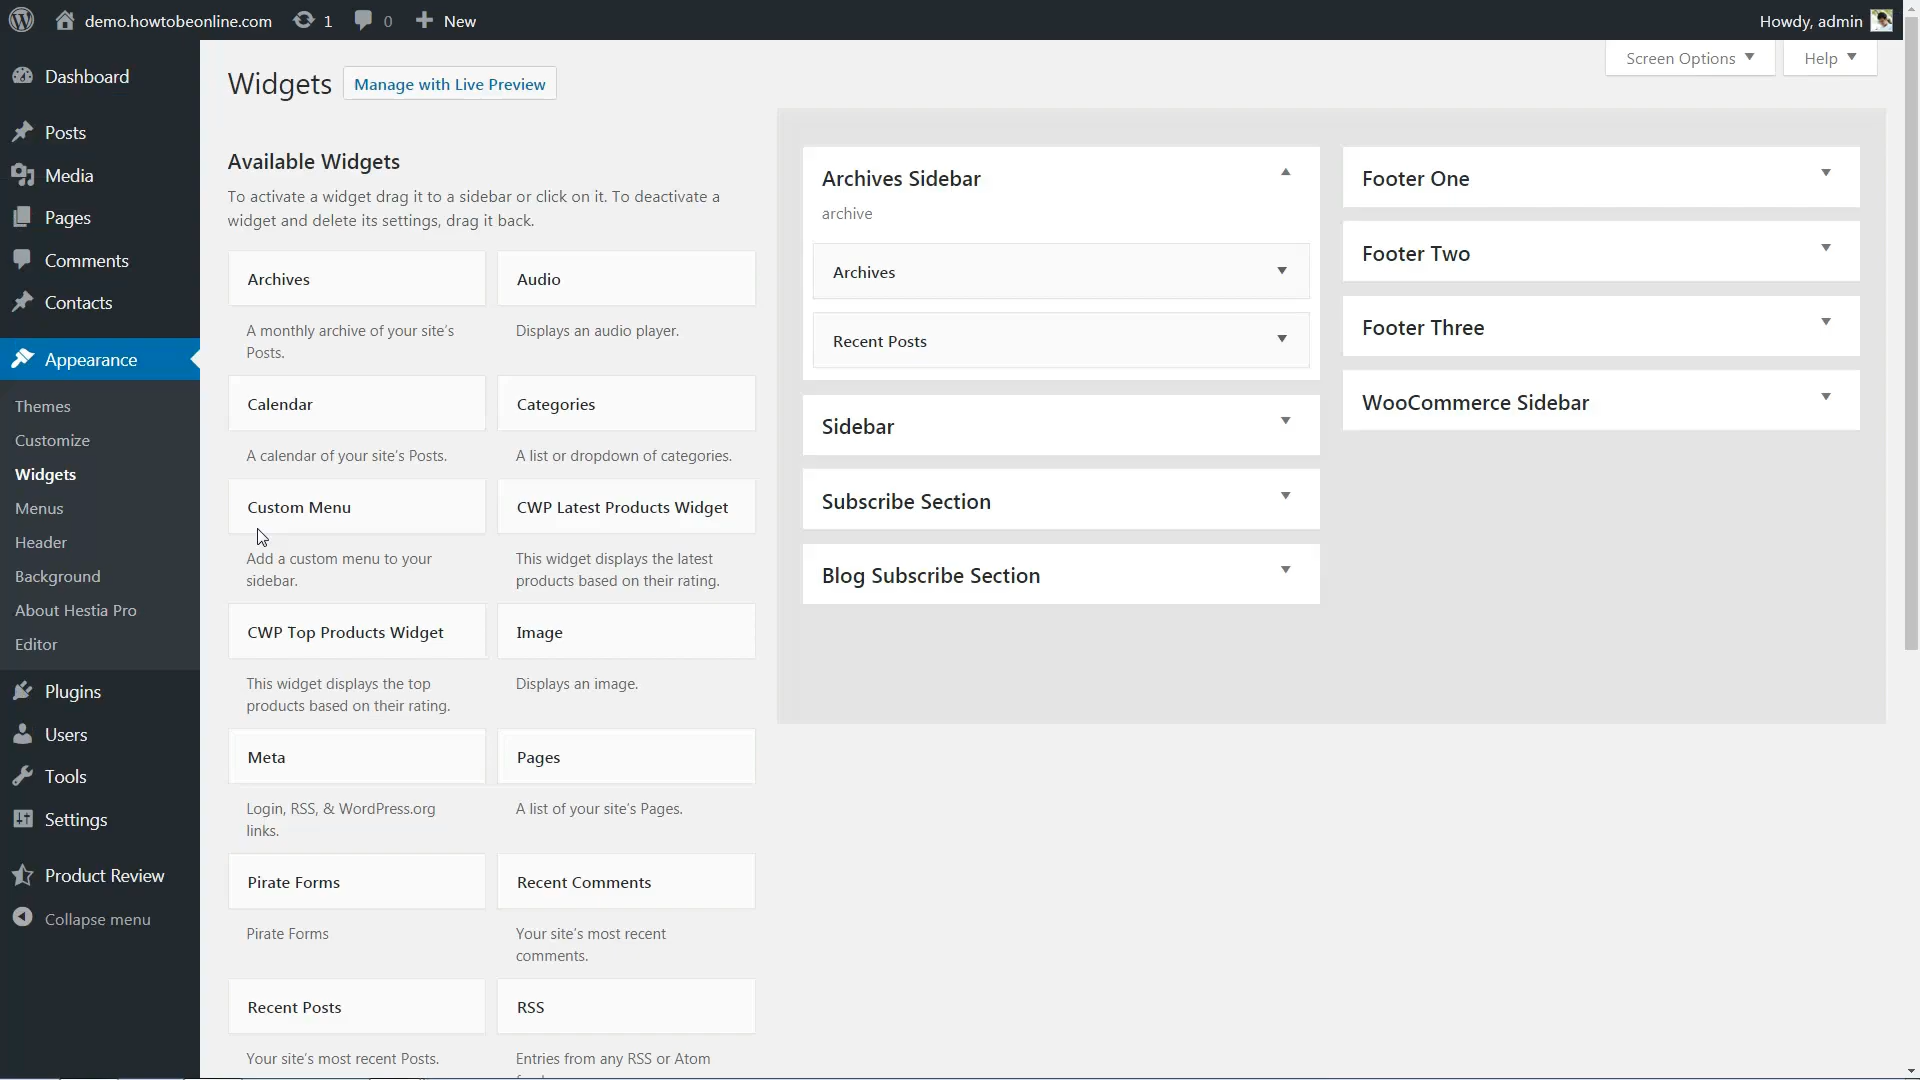 demo.howtobeonline.com 1 0 New Howdy, admin
Dashboard
Posts
Media
Pages
Comments
Contacts
Appearance
Themes
Customize
Widgets
Menus
Header
Background
About Hestia Pro
Editor
Plugins
Users
Tools
Settings
Product Review
Collapse menu
Screen Options Help
Widgets Manage with Live Preview
Available Widgets
To activate a widget drag it to a sidebar or click on it. To deactivate a
widget and delete its settings, drag it back.
Archives
A monthly archive of your site's
Posts.
Audio
Displays an audio player.
Calendar
A calendar of your site's Posts.
Categories
A list or dropdown of categories.
Custom Menu
Add a custom menu to your
sidebar.
CWP Latest Products Widget
This widget displays the latest
products based on their rating.
CWP Top Products Widget
This widget displays the top
products based on their rating.
Image
Displays an image.
Meta
Login, RSS, & WordPress.org
links.
Pages
A list of your site's Pages.
Pirate Forms
Pirate Forms
Recent Comments
Your site's most recent
comments.
Recent Posts
Your site's most recent Posts.
RSS
Entries from any RSS or Atom
Archives Sidebar
archive
Archives
Recent Posts
Sidebar
Subscribe Section
Blog Subscribe Section
Footer One
Footer Two
Footer Three
WooCommerce Sidebar